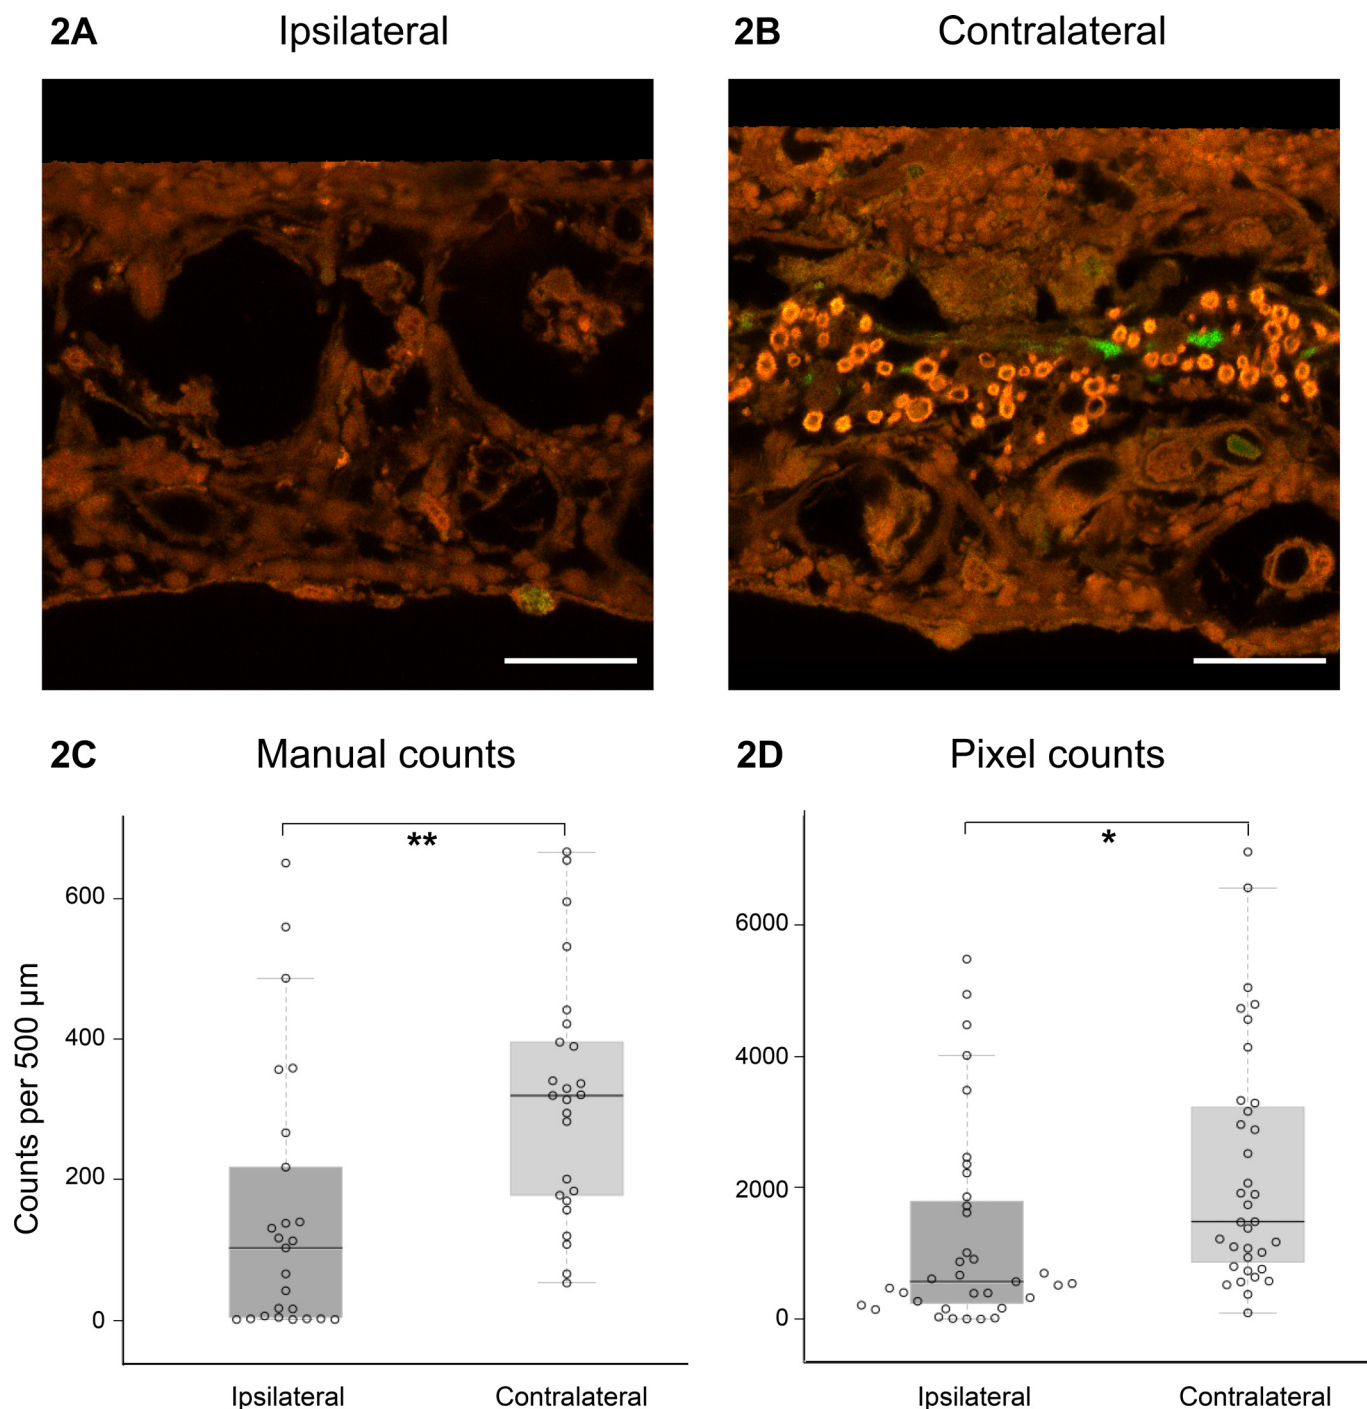 2A Ipsilateral
2B Contralateral
2C Manual counts
2D Pixel counts
**
*
Counts per 500 µm
600
400
200
0
6000
4000
2000
0
Ipsilateral Contralateral
Ipsilateral Contralateral